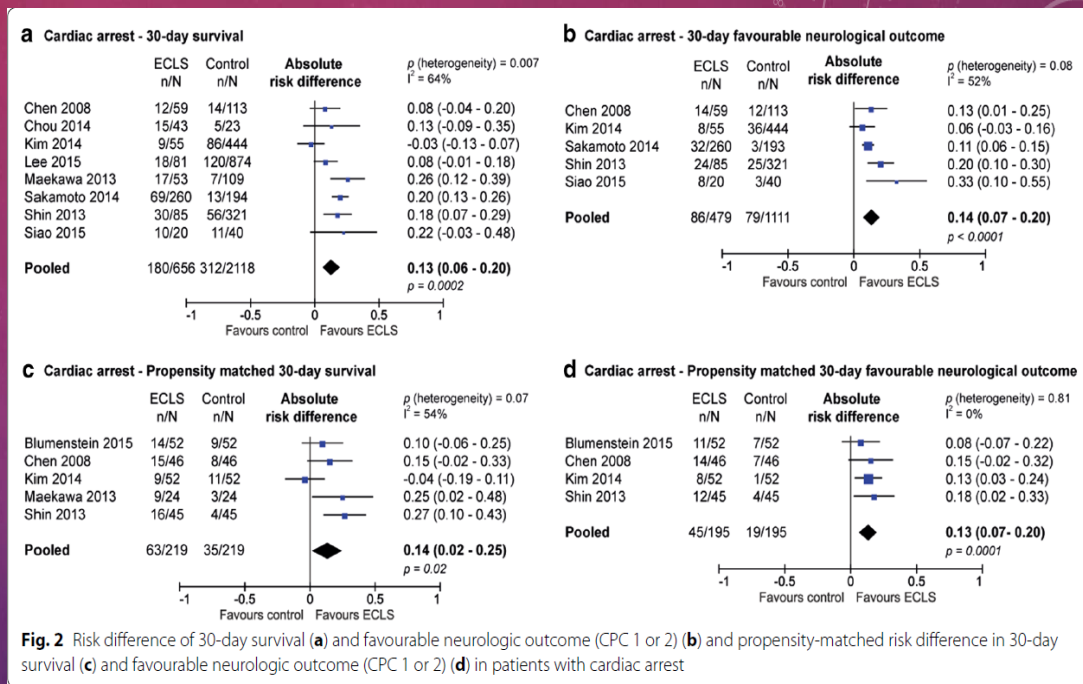 a Cardiac arrest - 30-day survival
ECLS Control Absolute p (heterogeneity) = 0.007
n/N n/N risk difference I² = 64%
Chen 2008 12/59 14/113 0.08 (-0.04 - 0.20)
Chou 2014 15/43 5/23 0.13 (-0.09 - 0.35)
Kim 2014 9/55 86/444 -0.03 (-0.13 - 0.07)
Lee 2015 18/81 120/874 0.08 (-0.01 - 0.18)
Maekawa 2013 17/53 7/109 0.26 (0.12 - 0.39)
Sakamoto 2014 69/260 13/194 0.20 (0.13 - 0.26)
Shin 2013 30/85 56/321 0.18 (0.07 - 0.29)
Siao 2015 10/20 11/40 0.22 (-0.03 - 0.48)
Pooled 180/656 312/2118 0.13 (0.06 - 0.20)
p = 0.0002
-1 -0.5 0 0.5 1
Favours control Favours ECLS
b Cardiac arrest - 30-day favourable neurological outcome
ECLS Control Absolute p (heterogeneity) = 0.08
n/N n/N risk difference I² = 52%
Chen 2008 14/59 12/113 0.13 (0.01 - 0.25)
Kim 2014 8/55 36/444 0.06 (-0.03 - 0.16)
Sakamoto 2014 32/260 3/193 0.11 (0.06 - 0.15)
Shin 2013 24/85 25/321 0.20 (0.10 - 0.30)
Siao 2015 8/20 3/40 0.33 (0.10 - 0.55)
Pooled 86/479 79/1111 0.14 (0.07 - 0.20)
p < 0.0001
-1 -0.5 0 0.5 1
Favours control Favours ECLS
c Cardiac arrest - Propensity matched 30-day survival
ECLS Control Absolute p (heterogeneity) = 0.07
n/N n/N risk difference I² = 54%
Blumenstein 2015 14/52 9/52 0.10 (-0.06 - 0.25)
Chen 2008 15/46 8/46 0.15 (-0.02 - 0.33)
Kim 2014 9/52 11/52 -0.04 (-0.19 - 0.11)
Maekawa 2013 9/24 3/24 0.25 (0.02 - 0.48)
Shin 2013 16/45 4/45 0.27 (0.10 - 0.43)
Pooled 63/219 35/219 0.14 (0.02 - 0.25)
p = 0.02
-1 -0.5 0 0.5 1
Favours control Favours ECLS
d Cardiac arrest - Propensity matched 30-day favourable neurological outcome
ECLS Control Absolute p (heterogeneity) = 0.81
n/N n/N risk difference I² = 0%
Blumenstein 2015 11/52 7/52 0.08 (-0.07 - 0.22)
Chen 2008 14/46 7/46 0.15 (-0.02 - 0.32)
Kim 2014 8/52 1/52 0.13 (0.03 - 0.24)
Shin 2013 12/45 4/45 0.18 (0.02 - 0.33)
Pooled 45/195 19/195 0.13 (0.07- 0.20)
p = 0.0001
-1 -0.5 0 0.5 1
Favours control Favours ECLS
Fig. 2 Risk difference of 30-day survival (a) and favourable neurologic outcome (CPC 1 or 2) (b) and propensity-matched risk difference in 30-day
survival (c) and favourable neurologic outcome (CPC 1 or 2) (d) in patients with cardiac arrest